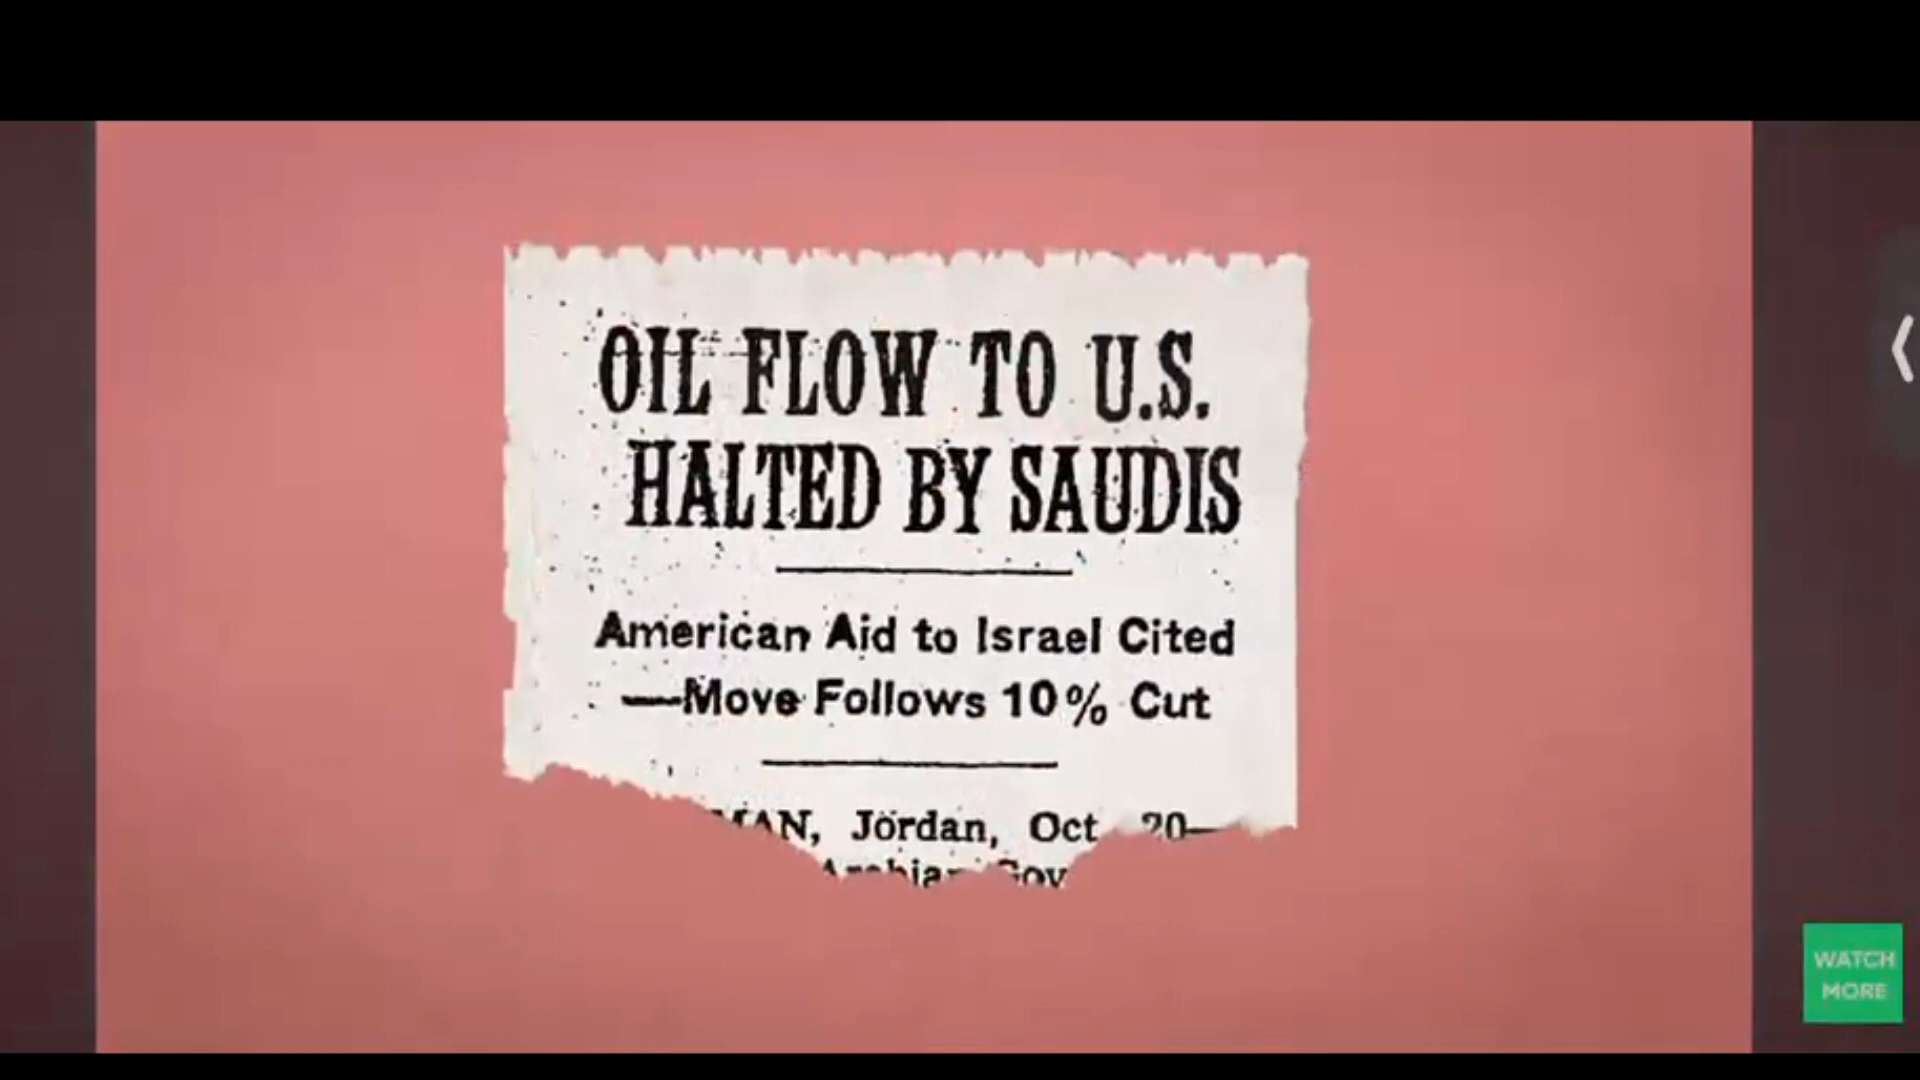 OIL FLOW TO U.S.
HALTED BY SAUDIS
American Aid to Israel Cited
—Move Follows 10% Cut
Jordan, Oct 20—
WATCH
MORE